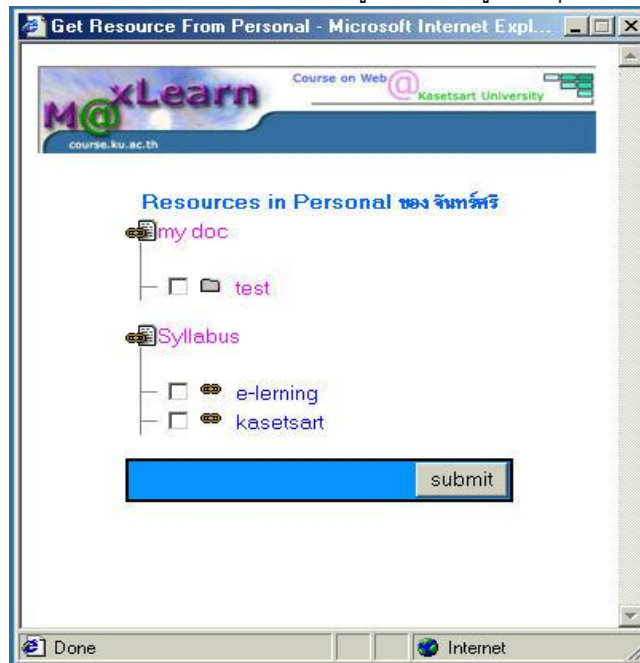 Get Resource From Personal - Microsoft Internet Expl...
M@xLearn
Course on Web@
Kasetsart University
course.ku.ac.th
Resources in Personal ของ จันทร์ศรี
my doc
test
Syllabus
e-lerning
kasetsart
submit
Done
Internet